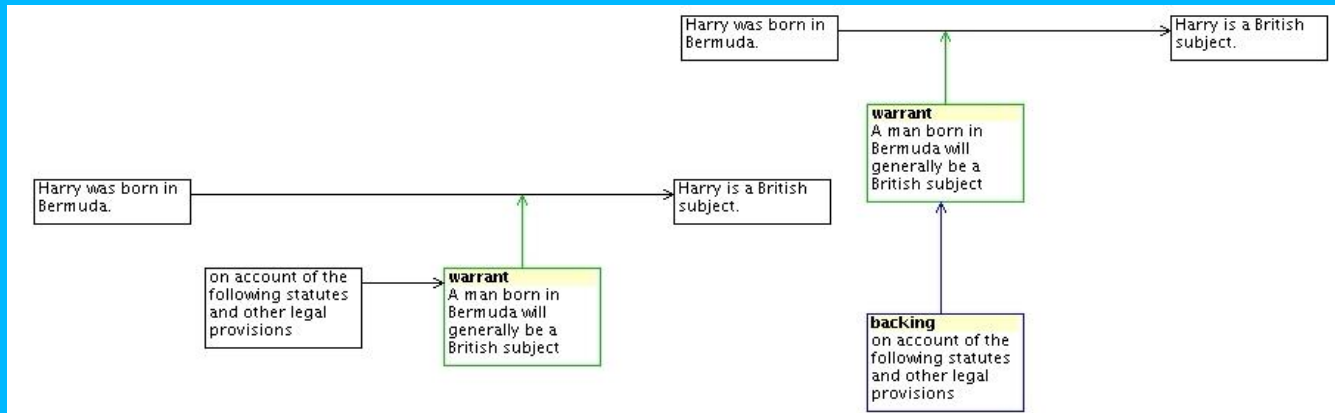 Harry was born in
Bermuda.
Harry is a British
subject.
warrant
A man born in
Bermuda will
generally be a
British subject
Harry was born in
Bermuda.
Harry is a British
subject.
on account of the
following statutes
and other legal
provisions
warrant
A man born in
Bermuda will
generally be a
British subject
backing
on account of the
following statutes
and other legal
provisions